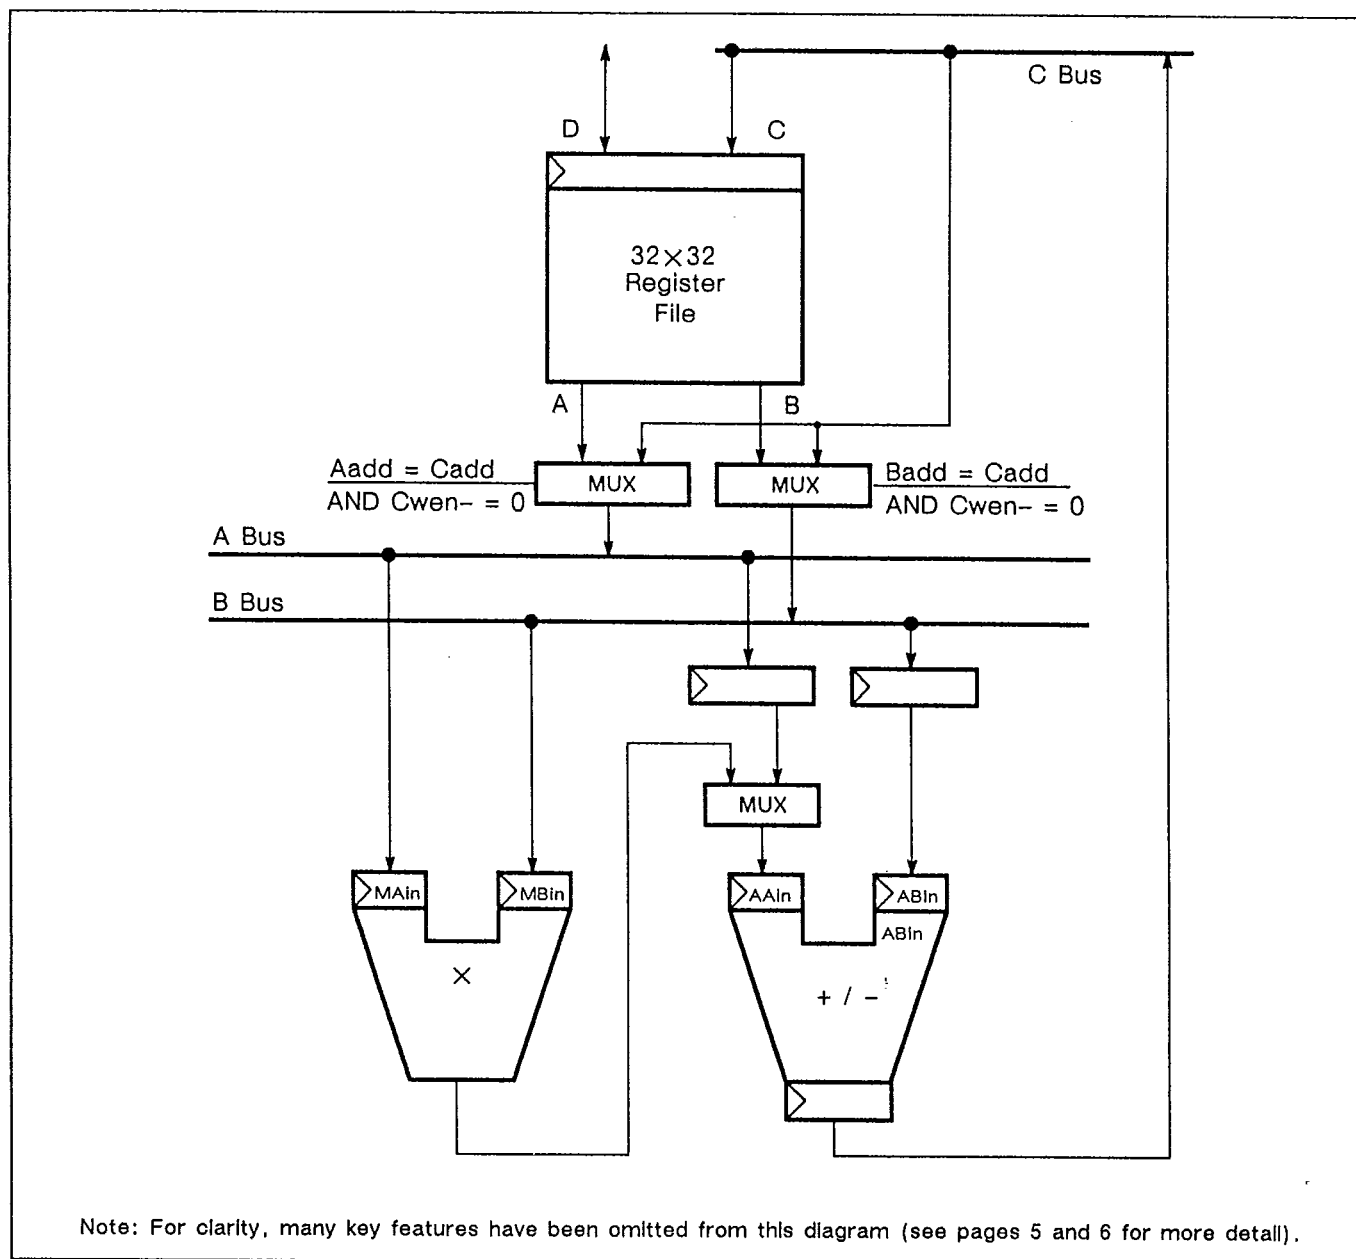 C Bus
D
C
32×32
Register
File
A
B
Aadd = Cadd
AND Cwen– = 0
MUX
MUX
Badd = Cadd
AND Cwen– = 0
A Bus
B Bus
MUX
MAin
MBin
AAin
ABin
ABin
×
+ / –
Note: For clarity, many key features have been omitted from this diagram (see pages 5 and 6 for more detail).